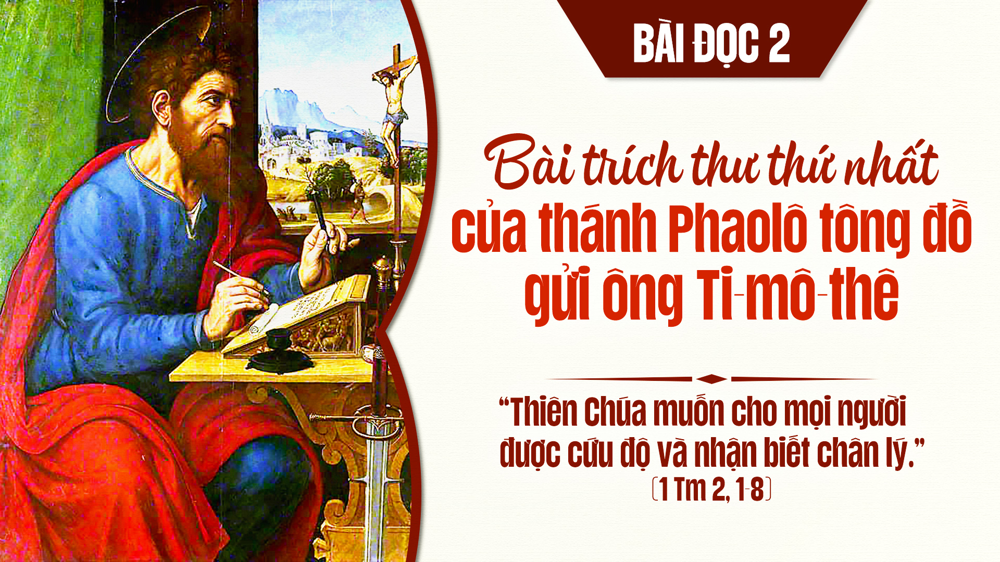 BÀI ĐỌC 2
Bài trích thư thứ nhất
của thánh Phaolô tông đồ
gửi ông Ti-mô-thê
“Thiên Chúa muốn cho mọi người
được cứu độ và nhận biết chân lý.”
(1 Tm 2, 1-8)